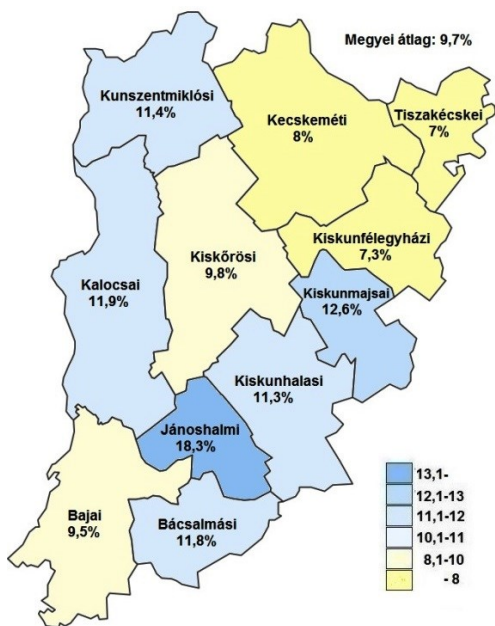 Megyei átlag: 9,7%
Kunszentmiklósi
11,4%
Kecskeméti
8%
Tiszakécskei
7%
Kiskunfélegyházi
7,3%
Kiskőrösi
9,8%
Kalocsai
11,9%
Kiskunmajsai
12,6%
Kiskunhalasi
11,3%
Jánoshalmi
18,3%
Bajai
9,5%
Bácsalmási
11,8%
13,1-
12,1-13
11,1-12
10,1-11
8,1-10
- 8